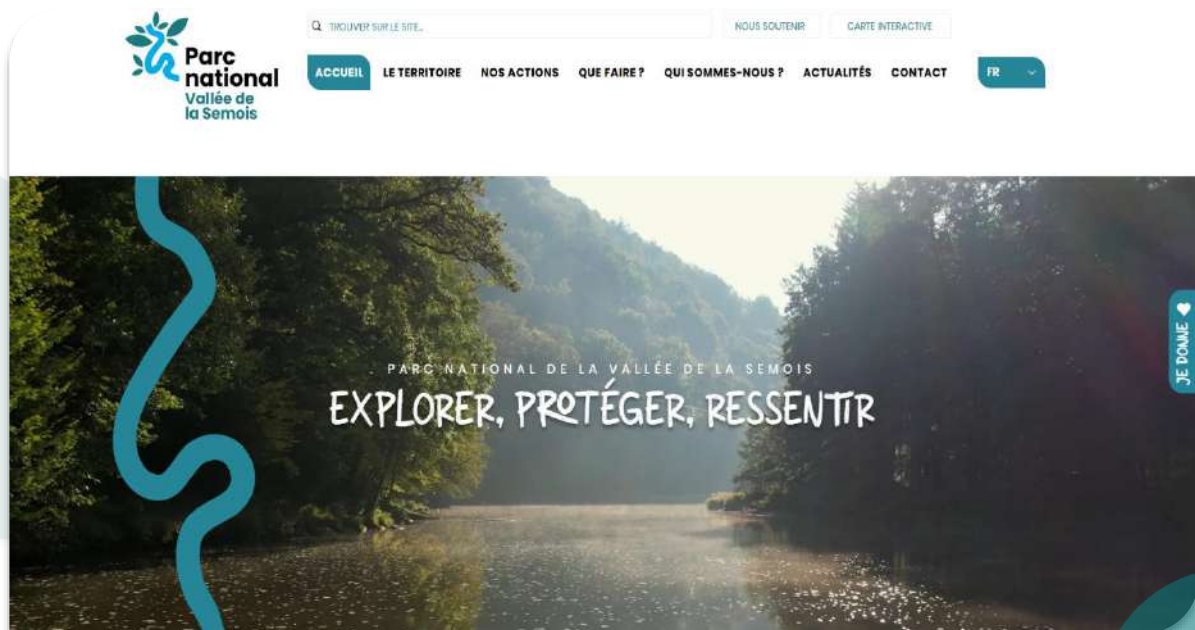 Parc
national
Vallée de
la Semois
TROUVER SUR LE SITE...
NOUS SOUTENIR
CARTE INTERACTIVE
ACCUEIL
LE TERRITOIRE
NOS ACTIONS
QUE FAIRE ?
QUI SOMMES-NOUS ?
ACTUALITÉS
CONTACT
FR
PARC NATIONAL DE LA VALLÉE DE LA SEMOIS
EXPLORER, PROTÉGER, RESSENTIR
JE DONNE